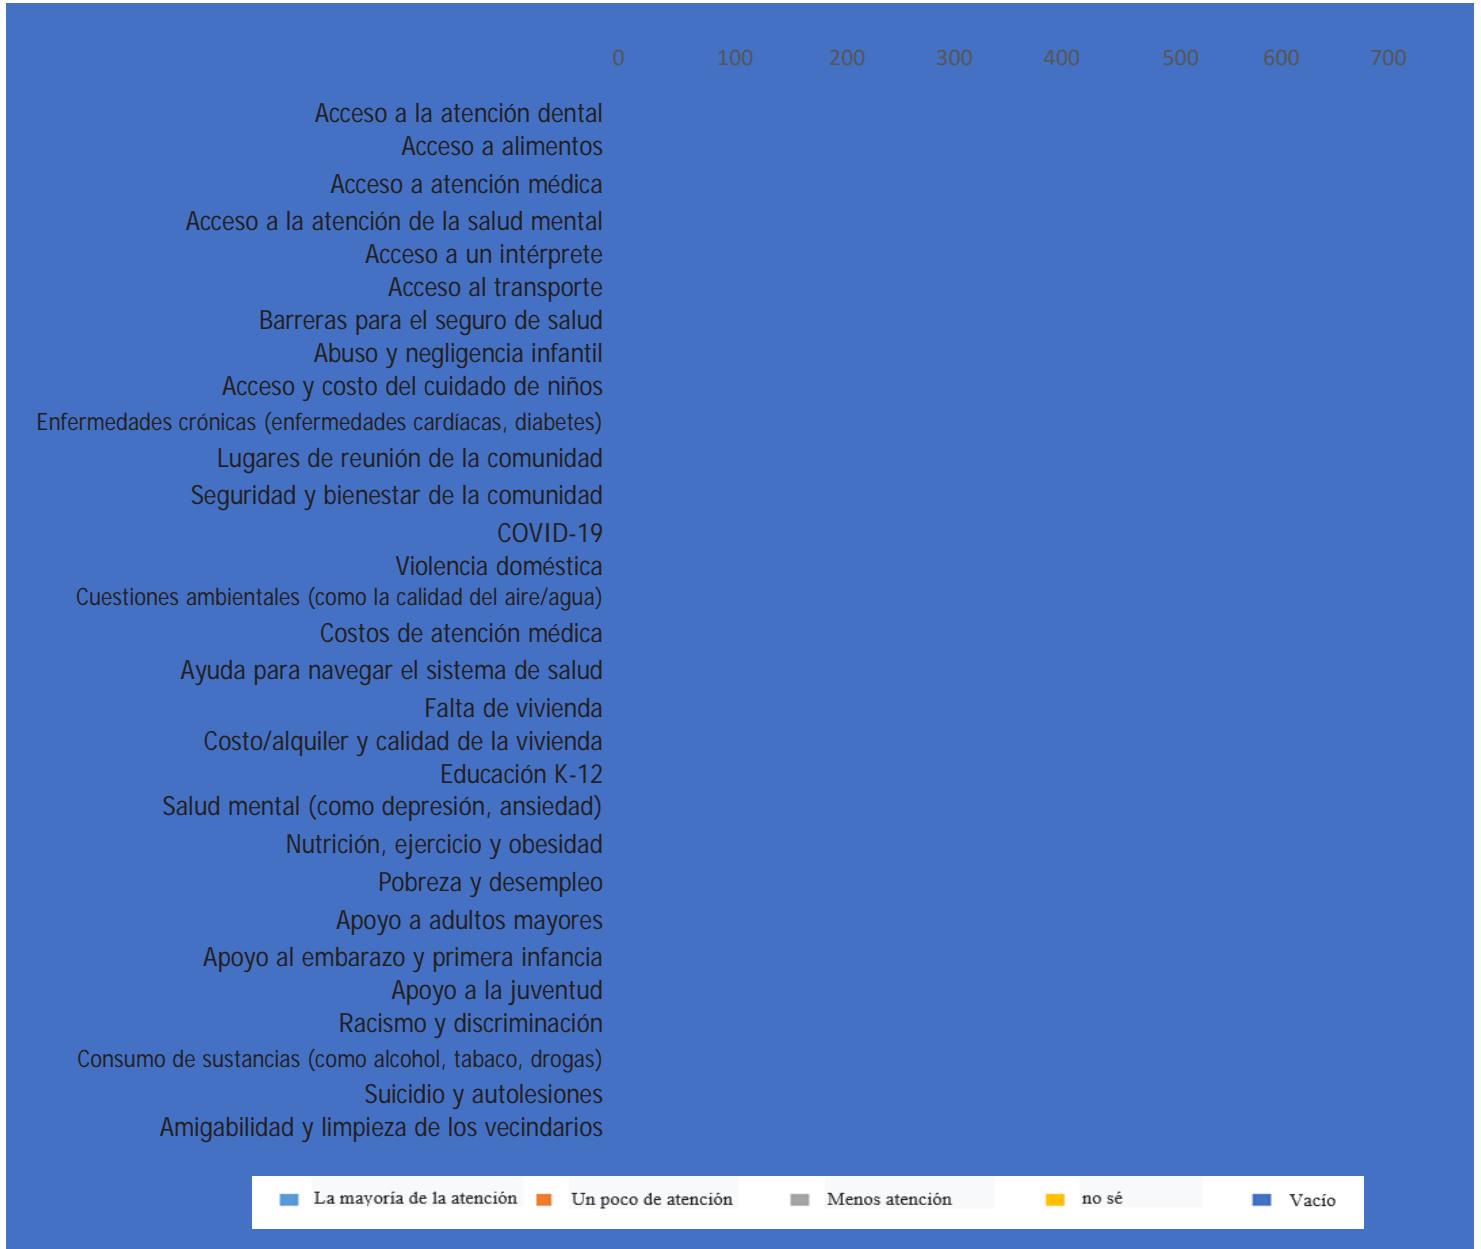 0 100 200 300 400 500 600 700
Acceso a la atención dental
Acceso a alimentos
Acceso a atención médica
Acceso a la atención de la salud mental
Acceso a un intérprete
Acceso al transporte
Barreras para el seguro de salud
Abuso y negligencia infantil
Acceso y costo del cuidado de niños
Enfermedades crónicas (enfermedades cardíacas, diabetes)
Lugares de reunión de la comunidad
Seguridad y bienestar de la comunidad
COVID-19
Violencia doméstica
Cuestiones ambientales (como la calidad del aire/agua)
Costos de atención médica
Ayuda para navegar el sistema de salud
Falta de vivienda
Costo/alquiler y calidad de la vivienda
Educación K-12
Salud mental (como depresión, ansiedad)
Nutrición, ejercicio y obesidad
Pobreza y desempleo
Apoyo a adultos mayores
Apoyo al embarazo y primera infancia
Apoyo a la juventud
Racismo y discriminación
Consumo de sustancias (como alcohol, tabaco, drogas)
Suicidio y autolesiones
Amigabilidad y limpieza de los vecindarios
La mayoría de la atención Un poco de atención Menos atención no sé Vacío